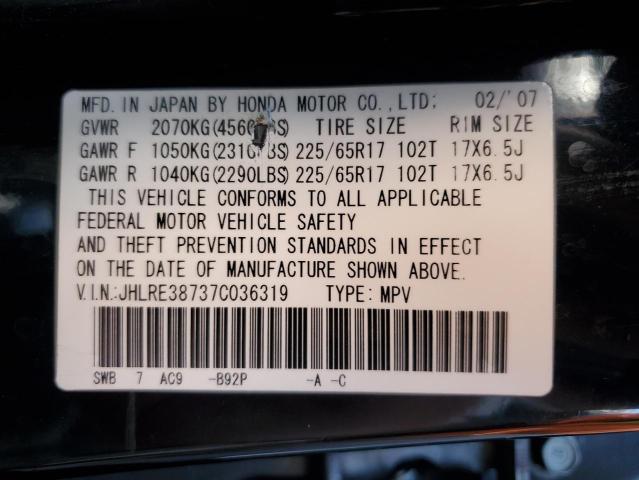 MFD. IN JAPAN BY HONDA MOTOR CO.,LTD: 02/'07
GVWR 2070KG TIRE SIZE RIM SIZE
GAWR F 1050KG 225/65R17 102T 17X6.5J
GAWR R 1040KG(2290LBS) 225/65R17 102T 17X6.5J
THIS VEHICLE CONFORMS TO ALL APPLICABLE
FEDERAL MOTOR VEHICLE SAFETY
AND THEFT PREVENTION STANDARDS IN EFFECT
ON THE DATE OF MANUFACTURE SHOWN ABOVE.
V.I.N.:JHLRE38737C036319 TYPE: MPV
SWB 7 AC9 -B92P -A -C